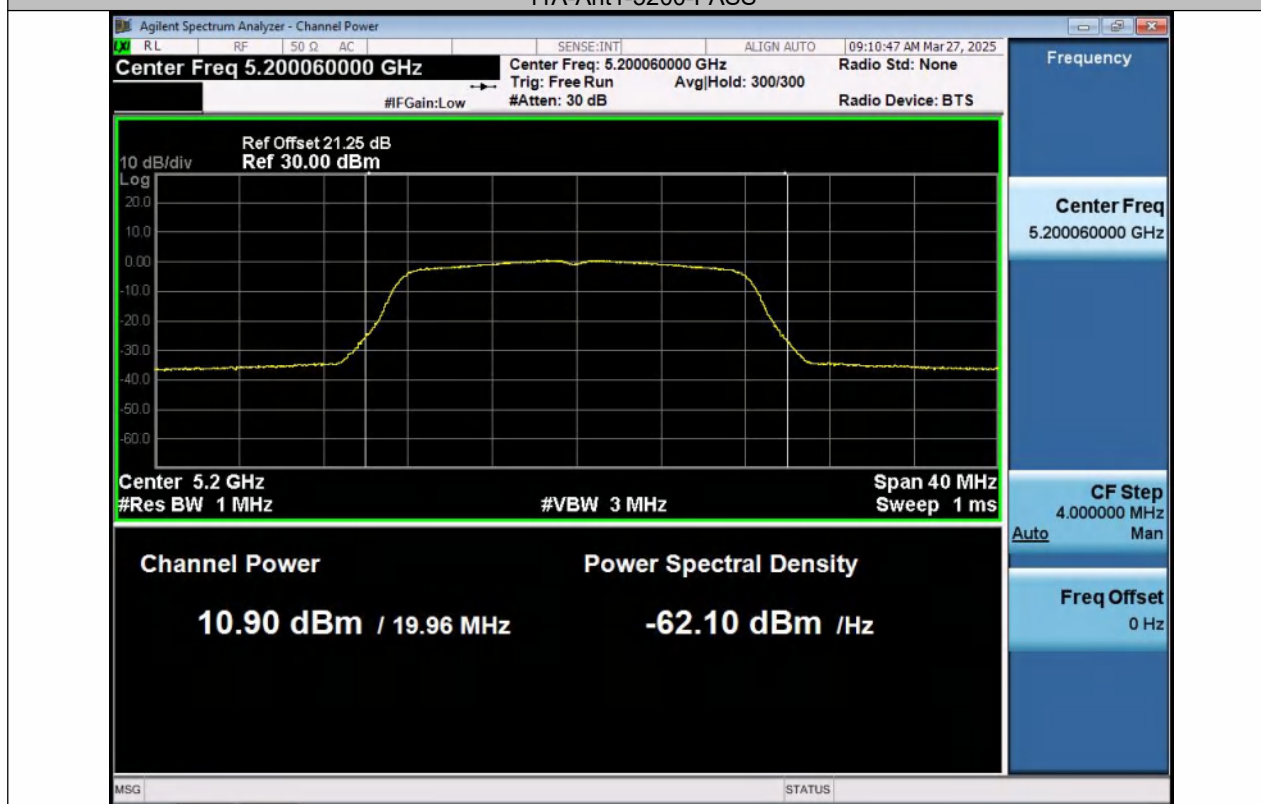 11A-Ant1-5200-PASS
Agilent Spectrum Analyzer - Channel Power
LXI RL RF 50 Ω AC SENSE:INT ALIGN AUTO 09:10:47 AM Mar 27, 2025
Center Freq 5.200060000 GHz
Center Freq: 5.200060000 GHz Radio Std: None
Trig: Free Run Avg|Hold: 300/300
#IFGain:Low #Atten: 30 dB Radio Device: BTS
Ref Offset 21.25 dB
10 dB/div Ref 30.00 dBm
Log
20.0
10.0
0.00
-10.0
-20.0
-30.0
-40.0
-50.0
-60.0
Center 5.2 GHz Span 40 MHz
#Res BW 1 MHz #VBW 3 MHz Sweep 1 ms
Channel Power Power Spectral Density
10.90 dBm / 19.96 MHz -62.10 dBm /Hz
MSG STATUS
Frequency
Center Freq
5.200060000 GHz
CF Step
4.000000 MHz
Auto Man
Freq Offset
0 Hz